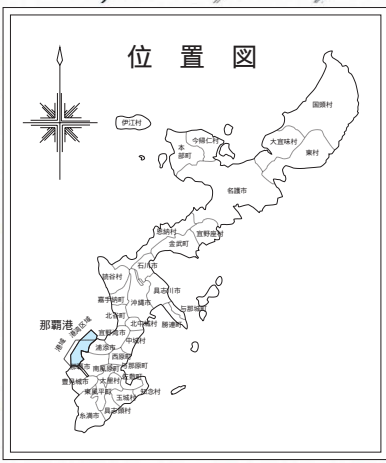 位置図
国頭村
伊江村
今帰仁村
本部町
大宜味村
東村
名護市
恩納村
宜野座村
金武町
石川市
読谷村
具志川市
嘉手納町
沖縄市
与那城町
北谷町
勝連町
那覇港
港域
港湾区域
北中城村
宜野湾市
中城村
浦添市
西原町
那覇市
南風原町
与那原町
佐敷町
豊見城市
大里村
知念村
東風平町
玉城村
具志頭村
糸満市